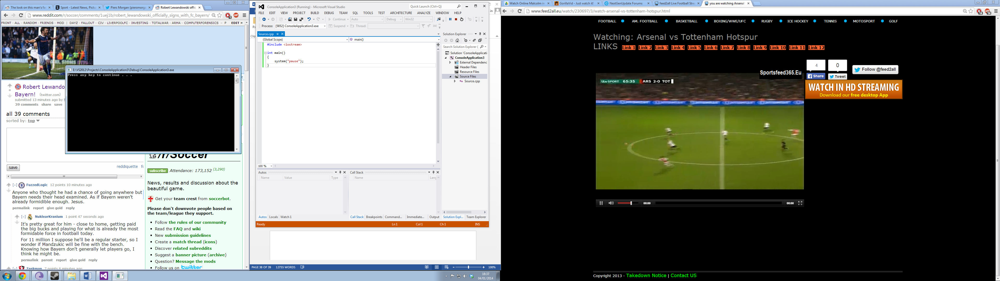 The look on this man's fac
Sport - Latest News, Pictur
Piers Morgan (piersmorga
Robert Lewandowski offic
www.reddit.com/r/soccer/comments/1uej1b/robert_lewandowski_officially_signs_with_fc_bayern/
FRONT - ALL - RANDOM - FRIENDS - MOD | DAYZ - FALLOUT - CIV - LIVERPOOLFC - INVESTING - TOTALWAR - ARMA - COMPUTERFORENSICS - P EDIT »
E:\VS2012\Projects\ConsoleApplication3\Debug\ConsoleApplication3.exe
Press any key to continue . . .
Robert Lewando
Bayern! (twitter.com)
submitted 13 minutes ago by S
39 comments share save
all 39 comments
sorted by: top
save
reddiquette fo
[–] FuzzedLogic 12 points 10 minutes ago
Anyone who thought he had a chance of going anywhere but
Bayern needs their head examined. As if Bayern weren't
already formidible enough. Jesus.
permalink report give gold reply
[–] NuklearKranium 1 point 47 seconds ago
It's pretty great for him - close to home, getting paid
the big bucks and playing for what is already the most
formidable force in football today.
For 11 million I suppose he'll be a regular starter, so I
wonder if Mandzukic will be fine with the bench.
Knowing how Bayern don't generally let players go, I
think he might be.
permalink parent report give gold reply
[–] Zankman 7 points 6 minutes ago
/r/Soccer
subscribe Attendance: 173,152 (3,290)
News, results and discussion about the
beautiful game.
Get your team crest from soccerbot.
Please don't downvote people based on
the team/league they support.
Follow the rules of our community
Read the FAQ and wiki
New submission guidelines
Create a match thread (icons)
Discover related subreddits
Suggest a banner picture (archive)
Question? Message the mods
Follow us on twitter
ConsoleApplication3 (Running) - Microsoft Visual Studio
Quick Launch (Ctrl+Q)
FILE EDIT VIEW PROJECT BUILD DEBUG TEAM SQL TOOLS TEST ARCHITECTURE ANALYZE WINDOW HELP
Continue Auto Debug Win32
Process: [5852] ConsoleApplication3.exe Suspend Thread:
Source.cpp
(Global Scope) main()
#include <iostream>
int main()
{
system("pause");
}
100 %
Solution Explorer
Search Solution Explorer (
Solution 'ConsoleApplicati
ConsoleApplication3
External Dependenc
Header Files
Resource Files
Source Files
Source.cpp
Autos
Name Value Type
Call Stack
Name Lang
Autos Locals Watch 1
Call Stack Breakpoints Command... Immediate... Output
Solution Expl... Team Explorer
Ready Ln 1 Col 1 Ch 1 INS
PAGE 38 OF 39 12755 WORDS 100%
18:37
04/01/2014
Watch Online Malcolm in
GorillaVid - Just watch it!
NextGenUpdate Forums
feed2all Live Football Stre
you are watching Arsenal
www.feed2all.eu/watch/230697/3/watch-arsenal-vs-tottenham-hotspur.html
FOOTBALL AM. FOOTBALL BASKETBALL BOXING/WWE/UFC RUGBY ICE HOCKEY TENNIS MOTOSPORT GOLF
Watching: Arsenal vs Tottenham Hotspur
LINKS Link 1 Link 2 Link 3 Link 4 Link 5 Link 6 Link 7 Link 8 Link 9 Link 10 Link 11 Link 12
4 0
Share Tweet
Follow @feed2all
Sportsfeed365.Eu
itv SPORT 65:35 ARS 2-0 TOT
WATCH IN HD STREAMING
Download our free desktop App
00:00 00:00
Copyright 2013 - Takedown Notice | Contact US